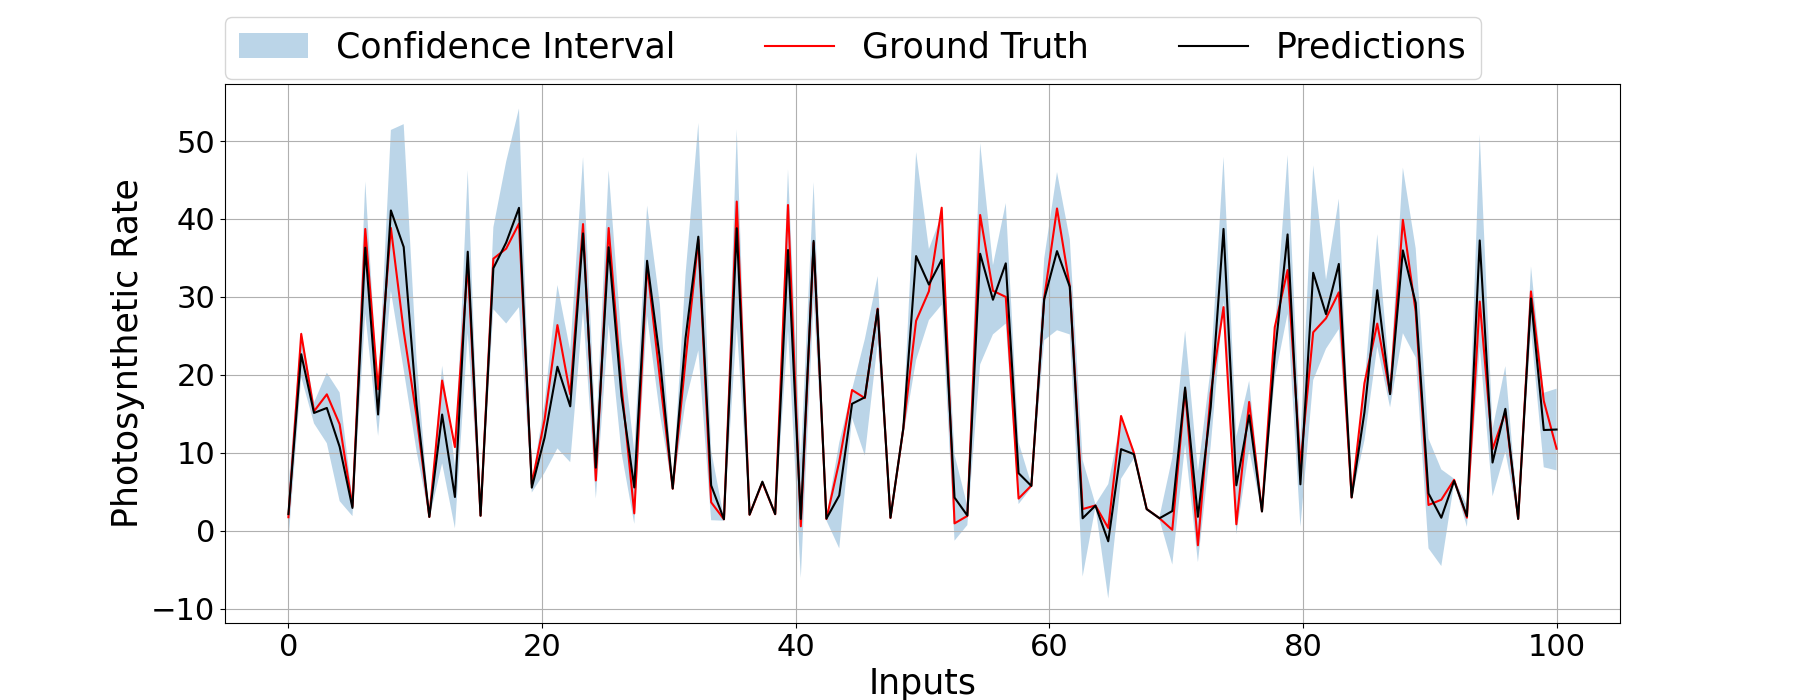 Confidence Interval Ground Truth Predictions
Photosynthetic Rate
50
40
30
20
10
0
−10
0 20 40 60 80 100
Inputs